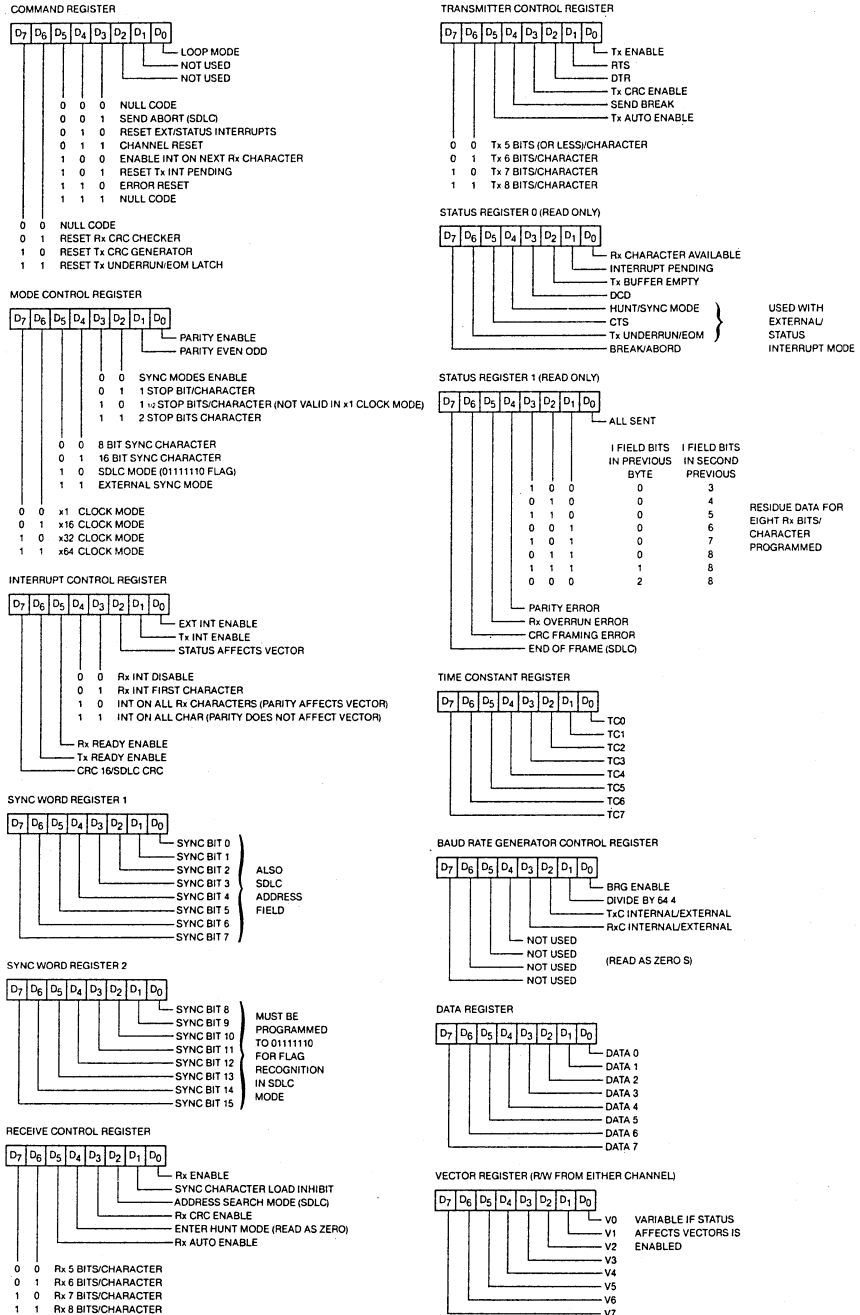 COMMAND REGISTER
D7 D6 D5 D4 D3 D2 D1 D0
LOOP MODE
NOT USED
NOT USED
0 0 0 NULL CODE
0 0 1 SEND ABORT (SDLC)
0 1 0 RESET EXT/STATUS INTERRUPTS
0 1 1 CHANNEL RESET
1 0 0 ENABLE INT ON NEXT Rx CHARACTER
1 0 1 RESET Tx INT PENDING
1 1 0 ERROR RESET
1 1 1 NULL CODE
0 0 NULL CODE
0 1 RESET Rx CRC CHECKER
1 0 RESET Tx CRC GENERATOR
1 1 RESET Tx UNDERRUN/EOM LATCH
MODE CONTROL REGISTER
D7 D6 D5 D4 D3 D2 D1 D0
PARITY ENABLE
PARITY EVEN ODD
0 0 SYNC MODES ENABLE
0 1 1 STOP BIT/CHARACTER
1 0 1 1/2 STOP BITS/CHARACTER (NOT VALID IN x1 CLOCK MODE)
1 1 2 STOP BITS CHARACTER
0 0 8 BIT SYNC CHARACTER
0 1 16 BIT SYNC CHARACTER
1 0 SDLC MODE (01111110 FLAG)
1 1 EXTERNAL SYNC MODE
0 0 x1 CLOCK MODE
0 1 x16 CLOCK MODE
1 0 x32 CLOCK MODE
1 1 x64 CLOCK MODE
INTERRUPT CONTROL REGISTER
D7 D6 D5 D4 D3 D2 D1 D0
EXT INT ENABLE
Tx INT ENABLE
STATUS AFFECTS VECTOR
0 0 Rx INT DISABLE
0 1 Rx INT FIRST CHARACTER
1 0 INT ON ALL Rx CHARACTERS (PARITY AFFECTS VECTOR)
1 1 INT ON ALL CHAR (PARITY DOES NOT AFFECT VECTOR)
Rx READY ENABLE
Tx READY ENABLE
CRC 16/SDLC CRC
SYNC WORD REGISTER 1
D7 D6 D5 D4 D3 D2 D1 D0
SYNC BIT 0
SYNC BIT 1
SYNC BIT 2 ALSO
SYNC BIT 3 SDLC
SYNC BIT 4 ADDRESS
SYNC BIT 5 FIELD
SYNC BIT 6
SYNC BIT 7
SYNC WORD REGISTER 2
D7 D6 D5 D4 D3 D2 D1 D0
SYNC BIT 8
SYNC BIT 9 MUST BE
SYNC BIT 10 PROGRAMMED
SYNC BIT 11 TO 01111110
SYNC BIT 12 FOR FLAG
SYNC BIT 13 RECOGNITION
SYNC BIT 14 IN SDLC
SYNC BIT 15 MODE
RECEIVE CONTROL REGISTER
D7 D6 D5 D4 D3 D2 D1 D0
Rx ENABLE
SYNC CHARACTER LOAD INHIBIT
ADDRESS SEARCH MODE (SDLC)
Rx CRC ENABLE
ENTER HUNT MODE (READ AS ZERO)
Rx AUTO ENABLE
0 0 Rx 5 BITS/CHARACTER
0 1 Rx 6 BITS/CHARACTER
1 0 Rx 7 BITS/CHARACTER
1 1 Rx 8 BITS/CHARACTER
TRANSMITTER CONTROL REGISTER
D7 D6 D5 D4 D3 D2 D1 D0
Tx ENABLE
RTS
DTR
Tx CRC ENABLE
SEND BREAK
Tx AUTO ENABLE
0 0 Tx 5 BITS (OR LESS)/CHARACTER
0 1 Tx 6 BITS/CHARACTER
1 0 Tx 7 BITS/CHARACTER
1 1 Tx 8 BITS/CHARACTER
STATUS REGISTER 0 (READ ONLY)
D7 D6 D5 D4 D3 D2 D1 D0
Rx CHARACTER AVAILABLE
INTERRUPT PENDING
Tx BUFFER EMPTY
DCD
HUNT/SYNC MODE USED WITH
CTS EXTERNAL/
Tx UNDERRUN/EOM STATUS
BREAK/ABORD INTERRUPT MODE
STATUS REGISTER 1 (READ ONLY)
D7 D6 D5 D4 D3 D2 D1 D0
ALL SENT
I FIELD BITS I FIELD BITS
IN PREVIOUS IN SECOND
BYTE PREVIOUS
1 0 0 0 3
0 1 0 0 4
1 1 0 0 5
0 0 1 0 6
1 0 1 0 7
0 1 1 0 8
1 1 1 1 8
0 0 0 2 8
RESIDUE DATA FOR
EIGHT Rx BITS/
CHARACTER
PROGRAMMED
PARITY ERROR
Rx OVERRUN ERROR
CRC FRAMING ERROR
END OF FRAME (SDLC)
TIME CONSTANT REGISTER
D7 D6 D5 D4 D3 D2 D1 D0
TC0
TC1
TC2
TC3
TC4
TC5
TC6
TC7
BAUD RATE GENERATOR CONTROL REGISTER
D7 D6 D5 D4 D3 D2 D1 D0
BRG ENABLE
DIVIDE BY 64 4
TxC INTERNAL/EXTERNAL
RxC INTERNAL/EXTERNAL
NOT USED
NOT USED
NOT USED (READ AS ZERO S)
NOT USED
DATA REGISTER
D7 D6 D5 D4 D3 D2 D1 D0
DATA 0
DATA 1
DATA 2
DATA 3
DATA 4
DATA 5
DATA 6
DATA 7
VECTOR REGISTER (R/W FROM EITHER CHANNEL)
D7 D6 D5 D4 D3 D2 D1 D0
V0 VARIABLE IF STATUS
V1 AFFECTS VECTORS IS
V2 ENABLED
V3
V4
V5
V6
V7